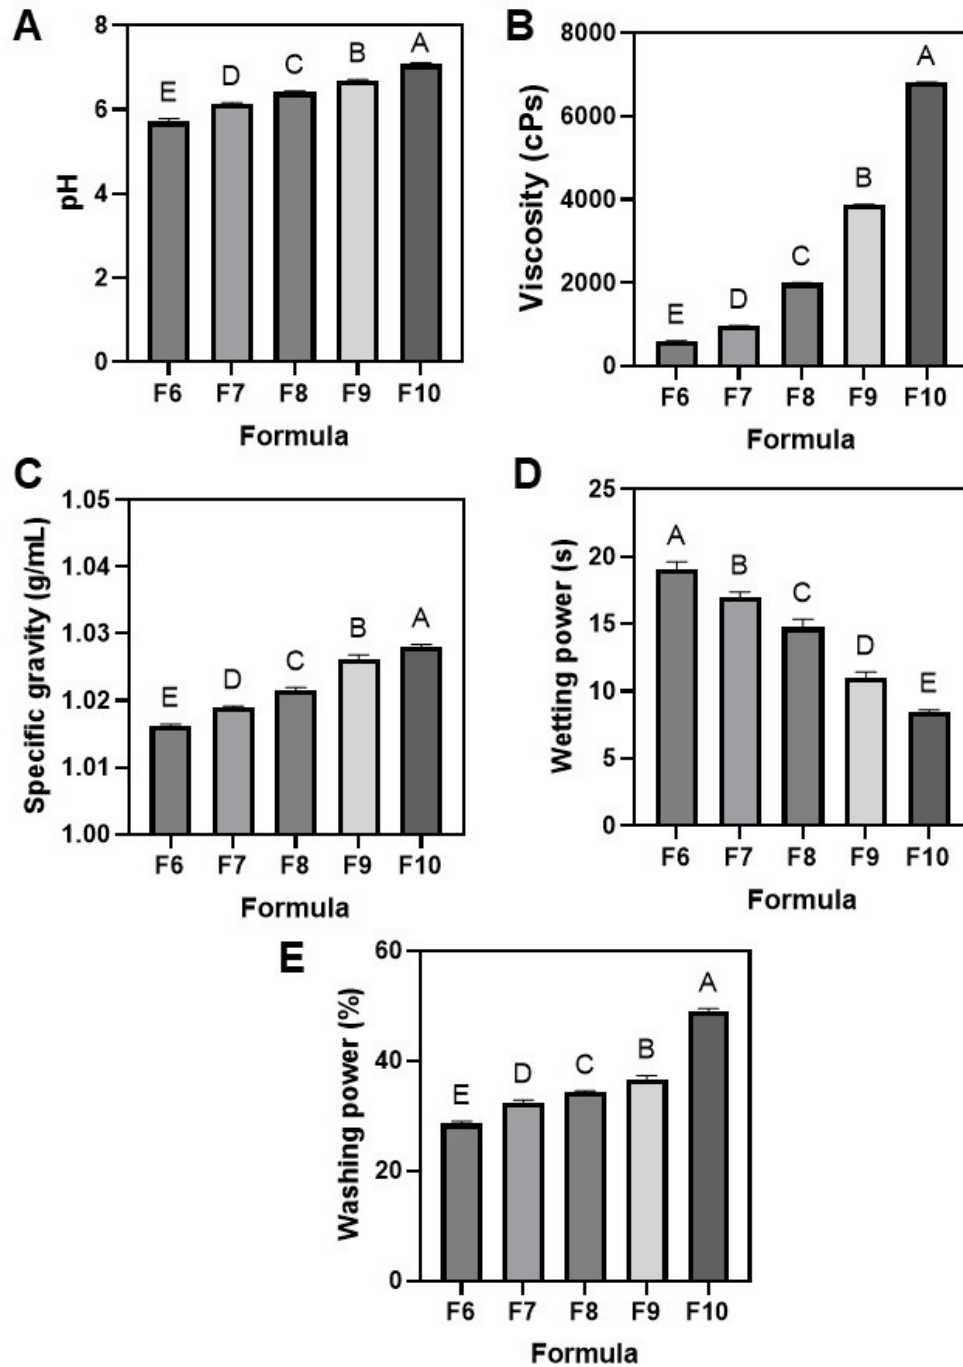 A
pH
8
6
4
2
0
E D C B A
F6 F7 F8 F9 F10
Formula
B
Viscosity (cPs)
8000
6000
4000
2000
0
E D C B A
F6 F7 F8 F9 F10
Formula
C
Specific gravity (g/mL)
1.05
1.04
1.03
1.02
1.01
1.00
E D C B A
F6 F7 F8 F9 F10
Formula
D
Wetting power (s)
25
20
15
10
5
0
A B C D E
F6 F7 F8 F9 F10
Formula
E
Washing power (%)
60
40
20
0
E D C B A
F6 F7 F8 F9 F10
Formula